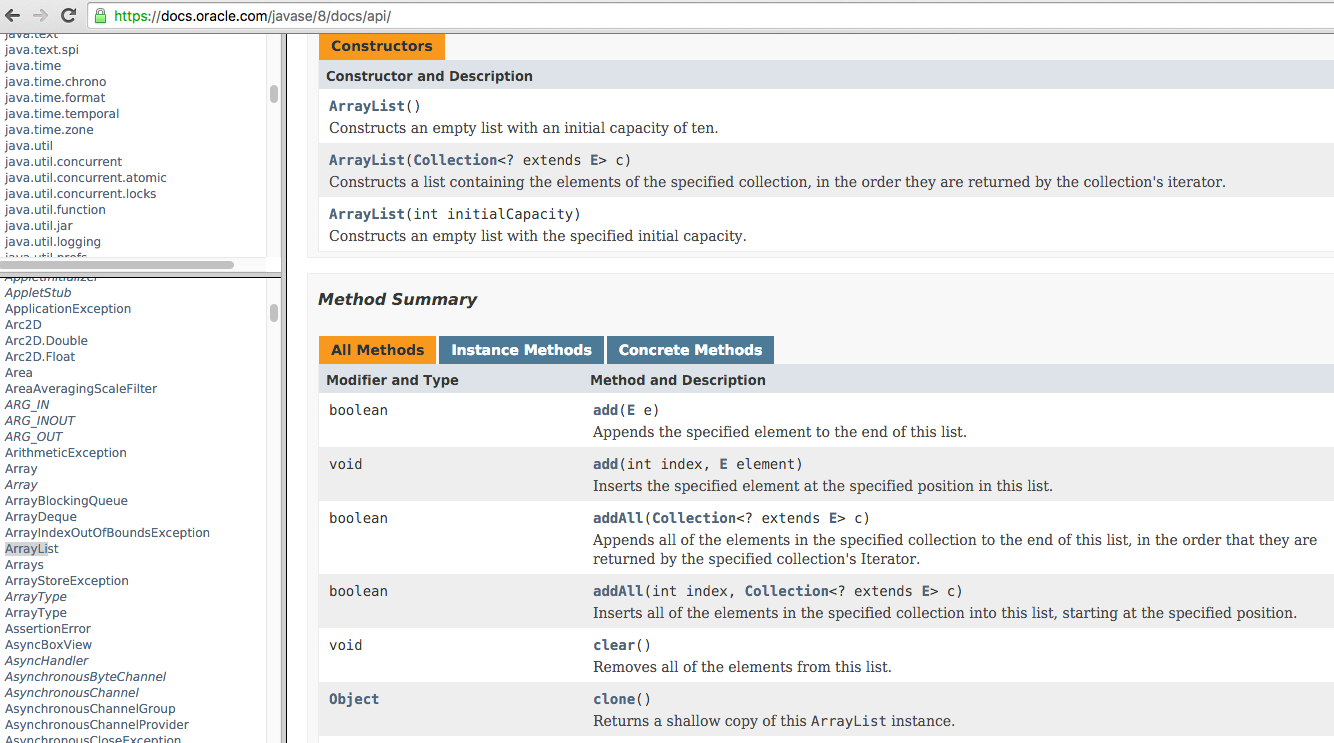 https://docs.oracle.com/javase/8/docs/api/
java.text
java.text.spi
java.time
java.time.chrono
java.time.format
java.time.temporal
java.time.zone
java.util
java.util.concurrent
java.util.concurrent.atomic
java.util.concurrent.locks
java.util.function
java.util.jar
java.util.logging
java.util.prefs
AppletInitializer
AppletStub
ApplicationException
Arc2D
Arc2D.Double
Arc2D.Float
Area
AreaAveragingScaleFilter
ARG_IN
ARG_INOUT
ARG_OUT
ArithmeticException
Array
Array
ArrayBlockingQueue
ArrayDeque
ArrayIndexOutOfBoundsException
ArrayList
Arrays
ArrayStoreException
ArrayType
ArrayType
AssertionError
AsyncBoxView
AsyncHandler
AsynchronousByteChannel
AsynchronousChannel
AsynchronousChannelGroup
AsynchronousChannelProvider
AsynchronousCloseException
Constructors
Constructor and Description
ArrayList()
Constructs an empty list with an initial capacity of ten.
ArrayList(Collection<? extends E> c)
Constructs a list containing the elements of the specified collection, in the order they are returned by the collection's iterator.
ArrayList(int initialCapacity)
Constructs an empty list with the specified initial capacity.
Method Summary
All Methods Instance Methods Concrete Methods
Modifier and Type Method and Description
boolean add(E e)
Appends the specified element to the end of this list.
void add(int index, E element)
Inserts the specified element at the specified position in this list.
boolean addAll(Collection<? extends E> c)
Appends all of the elements in the specified collection to the end of this list, in the order that they are
returned by the specified collection's Iterator.
boolean addAll(int index, Collection<? extends E> c)
Inserts all of the elements in the specified collection into this list, starting at the specified position.
void clear()
Removes all of the elements from this list.
Object clone()
Returns a shallow copy of this ArrayList instance.